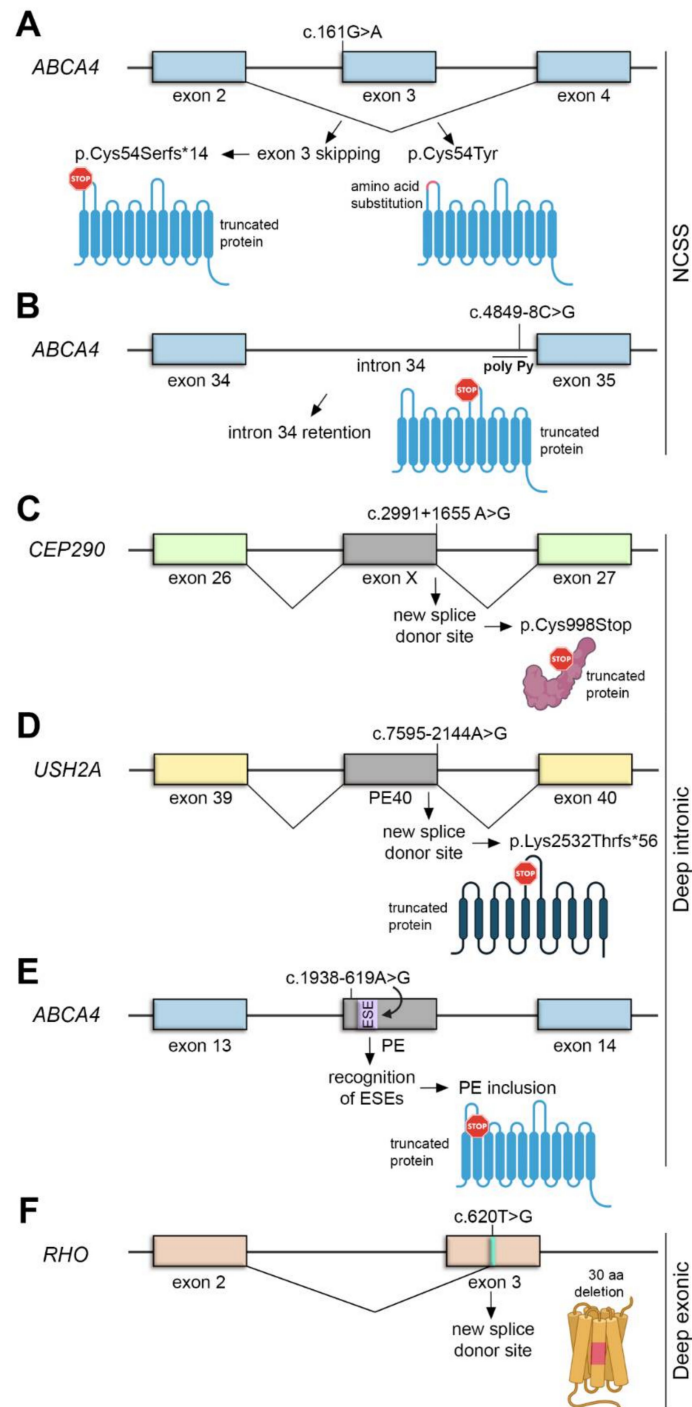 A
c.161G>A
ABCA4
exon 2
exon 3
exon 4
p.Cys54Serfs*14
exon 3 skipping
p.Cys54Tyr
STOP
truncated
protein
amino acid
substitution
NCSS
B
c.4849-8C>G
ABCA4
exon 34
intron 34
poly Py
exon 35
intron 34 retention
STOP
truncated
protein
C
c.2991+1655 A>G
CEP290
exon 26
exon X
exon 27
new splice
donor site
p.Cys998Stop
STOP
truncated
protein
D
c.7595-2144A>G
USH2A
exon 39
PE40
exon 40
new splice
donor site
p.Lys2532Thrfs*56
STOP
truncated
protein
Deep intronic
E
c.1938-619A>G
ABCA4
ESE
exon 13
PE
exon 14
recognition
of ESEs
PE inclusion
STOP
truncated
protein
F
c.620T>G
RHO
exon 2
exon 3
new splice
donor site
30 aa
deletion
Deep exonic